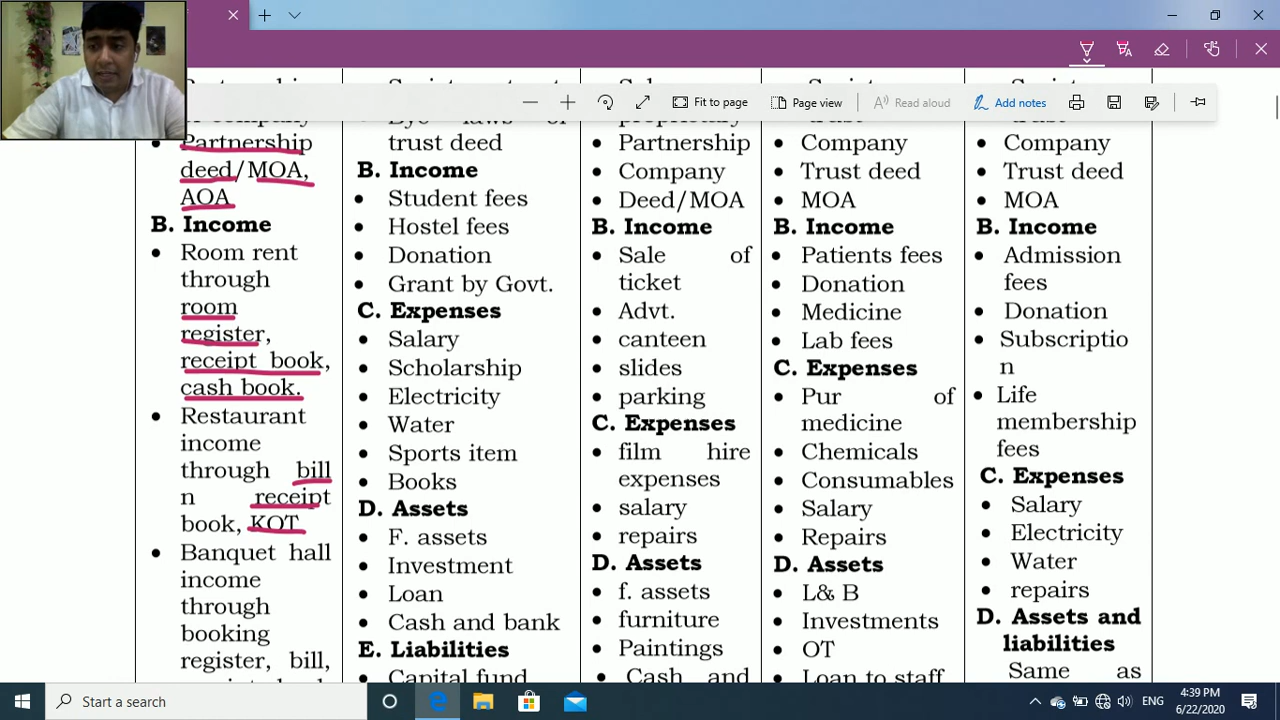 Fit to page
Page view
Read aloud
Add notes
Partnership
deed/ MOA,
AOA
B. Income
• Room rent
through
room
register,
receipt book,
cash book.
• Restaurant
income
through bill
n receipt
book, KOT
• Banquet hall
income
through
booking
register, bill,
trust deed
B. Income
• Student fees
• Hostel fees
• Donation
• Grant by Govt.
C. Expenses
• Salary
• Scholarship
• Electricity
• Water
• Sports item
• Books
D. Assets
• F. assets
• Investment
• Loan
• Cash and bank
E. Liabilities
Capital fund
• Partnership
• Company
• Deed/MOA
B. Income
• Sale of
ticket
• Advt.
• canteen
• slides
• parking
C. Expenses
• film hire
expenses
• salary
• repairs
D. Assets
• f. assets
• furniture
• Paintings
• Cash and
• Company
• Trust deed
• MOA
B. Income
• Patients fees
• Donation
• Medicine
• Lab fees
C. Expenses
• Pur of
medicine
• Chemicals
• Consumables
• Salary
• Repairs
D. Assets
• L& B
• Investments
• OT
• Loan to staff
• Company
• Trust deed
• MOA
B. Income
• Admission
fees
• Donation
• Subscriptio
n
• Life
membership
fees
C. Expenses
• Salary
• Electricity
• Water
• repairs
D. Assets and
liabilities
Same as
Start a search
ENG
4:39 PM
6/22/2020